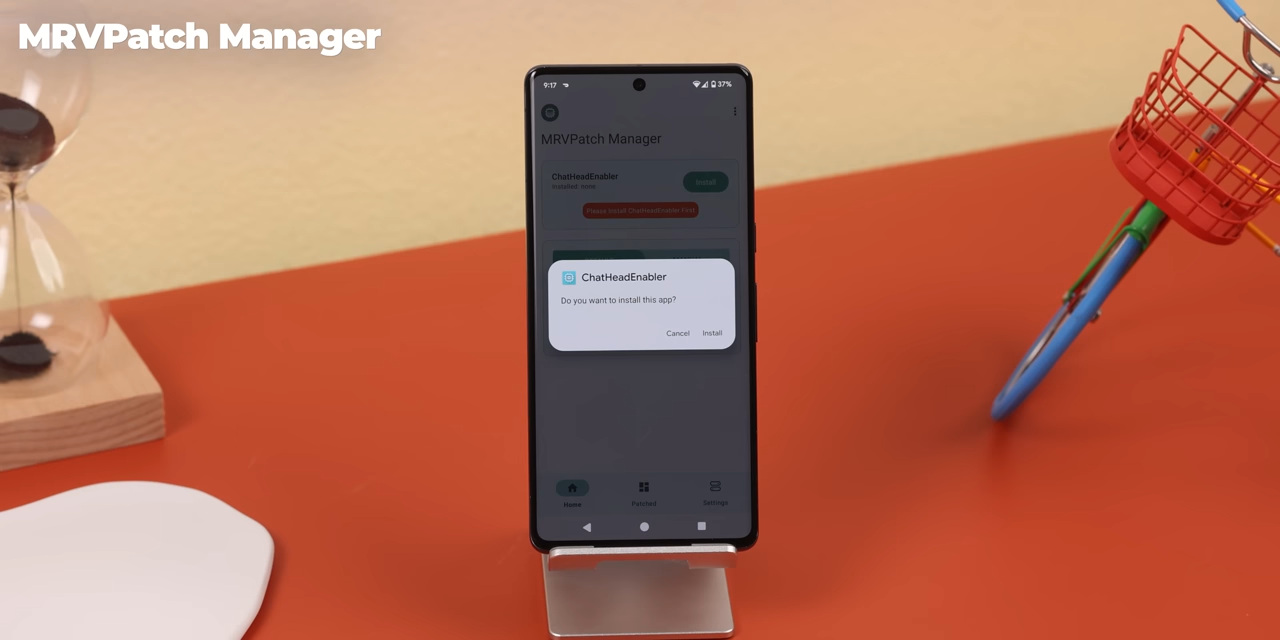 MRVPatch Manager
9:17
37%
MRVPatch Manager
ChatHeadEnabler
Installed: none
Install
Please Install ChatHeadEnabler First
ChatHeadEnabler
Do you want to install this app?
Cancel Install
Home Fetched Settings